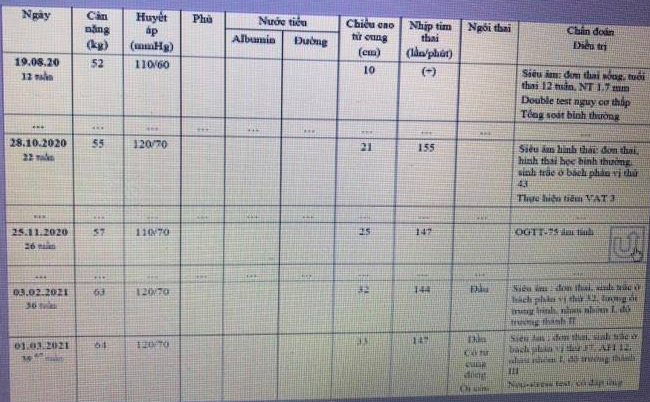 Ngày Cân nặng (kg) Huyết áp (mmHg) Phù Nước tiểu Chiều cao tử cung (cm) Nhịp tim thai (lần/phút) Ngôi thai Chẩn đoán Điều trị
Albumin Đường
19.08.20 52 110/60 10 (+) Siêu âm: đơn thai sống, tuổi
12 tuần thai 12 tuần, NT 1.7 mm
Double test nguy cơ thấp
Tổng soát bình thường
... ... ... ... ... ... ... ...
28.10.2020 55 120/70 21 155 Siêu âm hình thái: đơn thai,
22 tuần hình thái học bình thường,
sinh trắc ở bách phân vị thứ
43
Thực hiện tiêm VAT 3
... ... ... ... ... ... ...
25.11.2020 57 110/70 25 147 OGTT-75 âm tính
26 tuần
... ... ... ... ... ... ... ...
03.02.2021 63 120/70 32 144 Đầu Siêu âm : đơn thai, sinh trắc ở
36 tuần bách phân vị thứ 32, lượng ối
trung bình, nhau nhóm I, độ
trưởng thành II
01.03.2021 64 120/70 33 147 Đầu Siêu âm : đơn thai, sinh trắc ở
tuần Có tử bách phân vị thứ 37, AFI 12,
cung nhau nhóm I, độ trưởng thành
động III
Ối còn Non-stress test: có đáp ứng